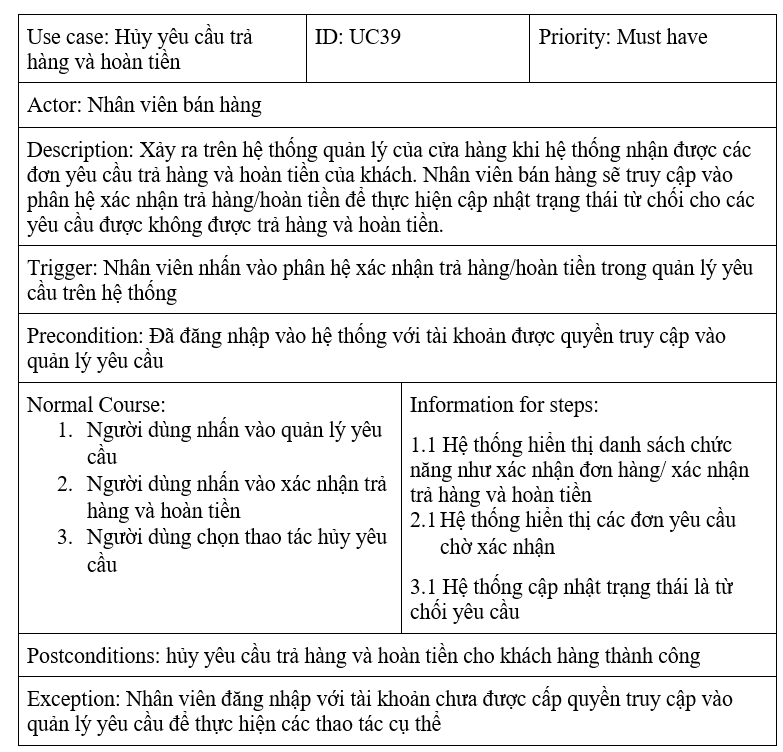 Use case: Hủy yêu cầu trả
hàng và hoàn tiền
ID: UC39
Priority: Must have
Actor: Nhân viên bán hàng
Description: Xảy ra trên hệ thống quản lý của cửa hàng khi hệ thống nhận được các
đơn yêu cầu trả hàng và hoàn tiền của khách. Nhân viên bán hàng sẽ truy cập vào
phân hệ xác nhận trả hàng/hoàn tiền để thực hiện cập nhật trạng thái từ chối cho các
yêu cầu được không được trả hàng và hoàn tiền.
Trigger: Nhân viên nhấn vào phân hệ xác nhận trả hàng/hoàn tiền trong quản lý yêu
cầu trên hệ thống
Precondition: Đã đăng nhập vào hệ thống với tài khoản được quyền truy cập vào
quản lý yêu cầu
Normal Course:
1. Người dùng nhấn vào quản lý yêu
cầu
2. Người dùng nhấn vào xác nhận trả
hàng và hoàn tiền
3. Người dùng chọn thao tác hủy yêu
cầu
Information for steps:
1.1 Hệ thống hiển thị danh sách chức
năng như xác nhận đơn hàng/ xác nhận
trả hàng và hoàn tiền
2.1 Hệ thống hiển thị các đơn yêu cầu
chờ xác nhận
3.1 Hệ thống cập nhật trạng thái là từ
chối yêu cầu
Postconditions: hủy yêu cầu trả hàng và hoàn tiền cho khách hàng thành công
Exception: Nhân viên đăng nhập với tài khoản chưa được cấp quyền truy cập vào
quản lý yêu cầu để thực hiện các thao tác cụ thể